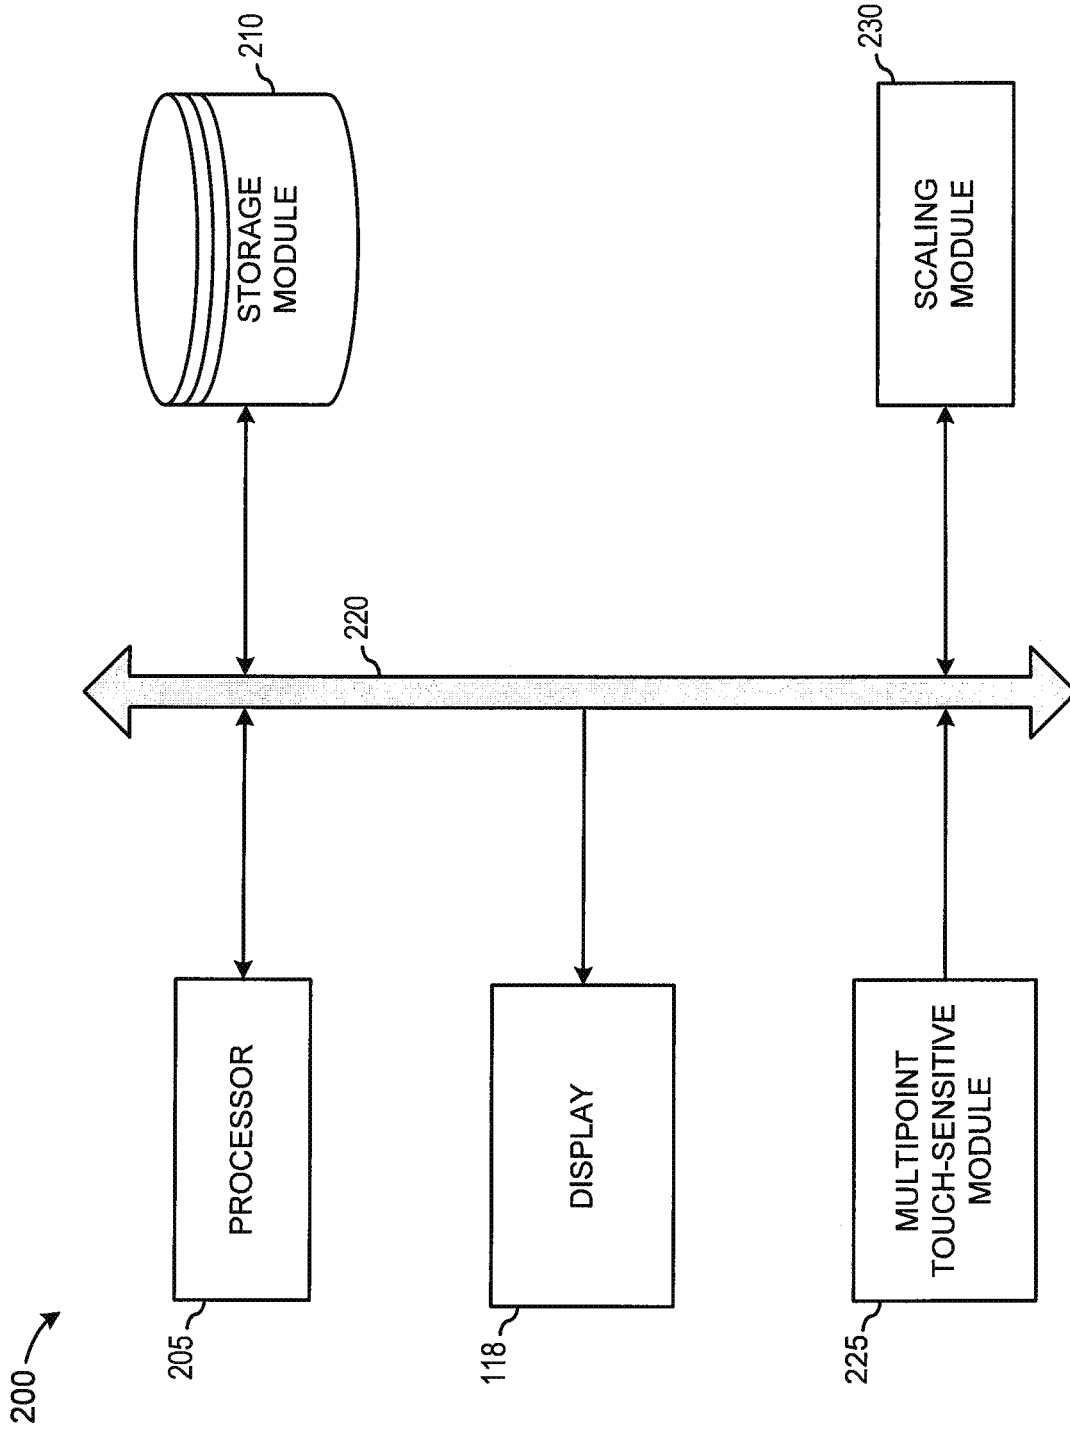 200
205
PROCESSOR
118
DISPLAY
225
MULTIPOINT
TOUCH-SENSITIVE
MODULE
220
210
STORAGE
MODULE
230
SCALING
MODULE